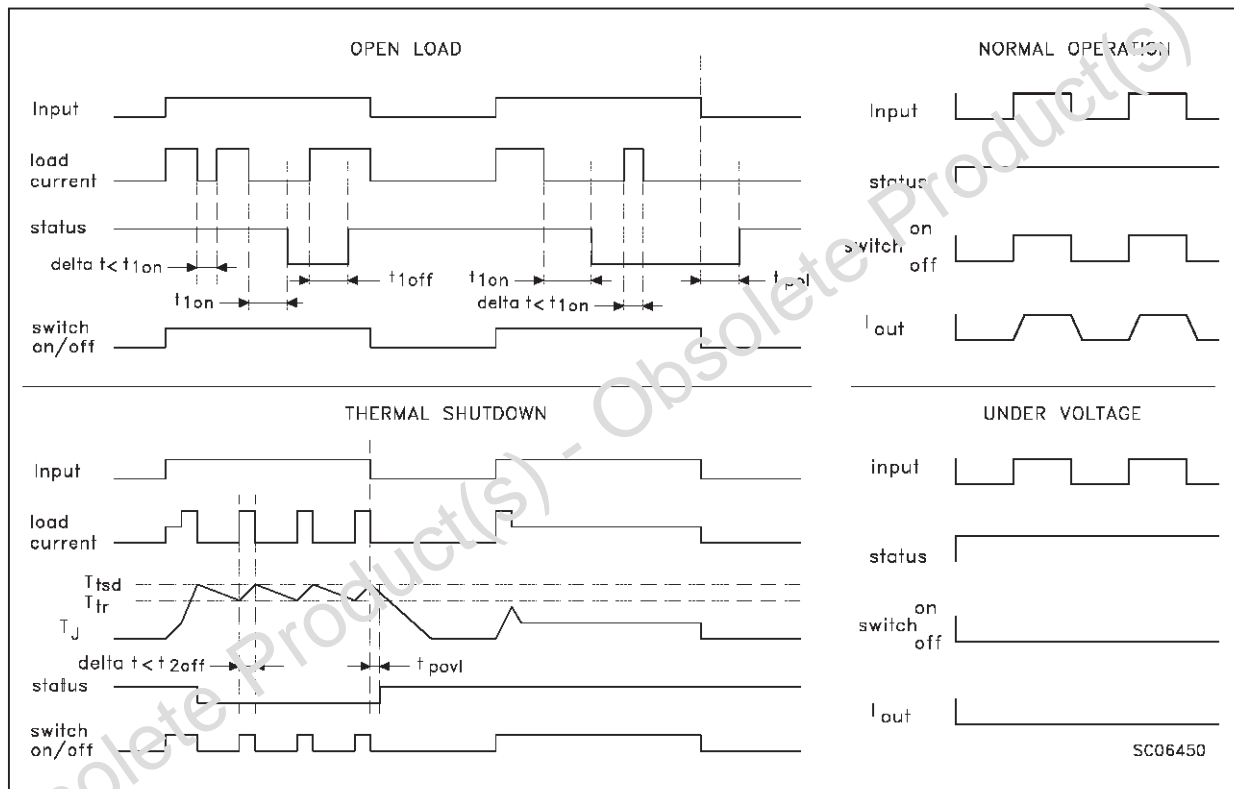 OPEN LOAD
Input
load
current
status
delta t < t1on
t1on
t1off
t1on
delta t < t1on
tpol
switch
on/off
NORMAL OPERATION
Input
status
switch on
off
Iout
THERMAL SHUTDOWN
Input
load
current
Ttsd
Ttr
TJ
delta t < t2off
tpovl
status
switch
on/off
UNDER VOLTAGE
input
status
switch on
off
Iout
SC06450
Obsolete Product(s) - Obsolete Product(s)